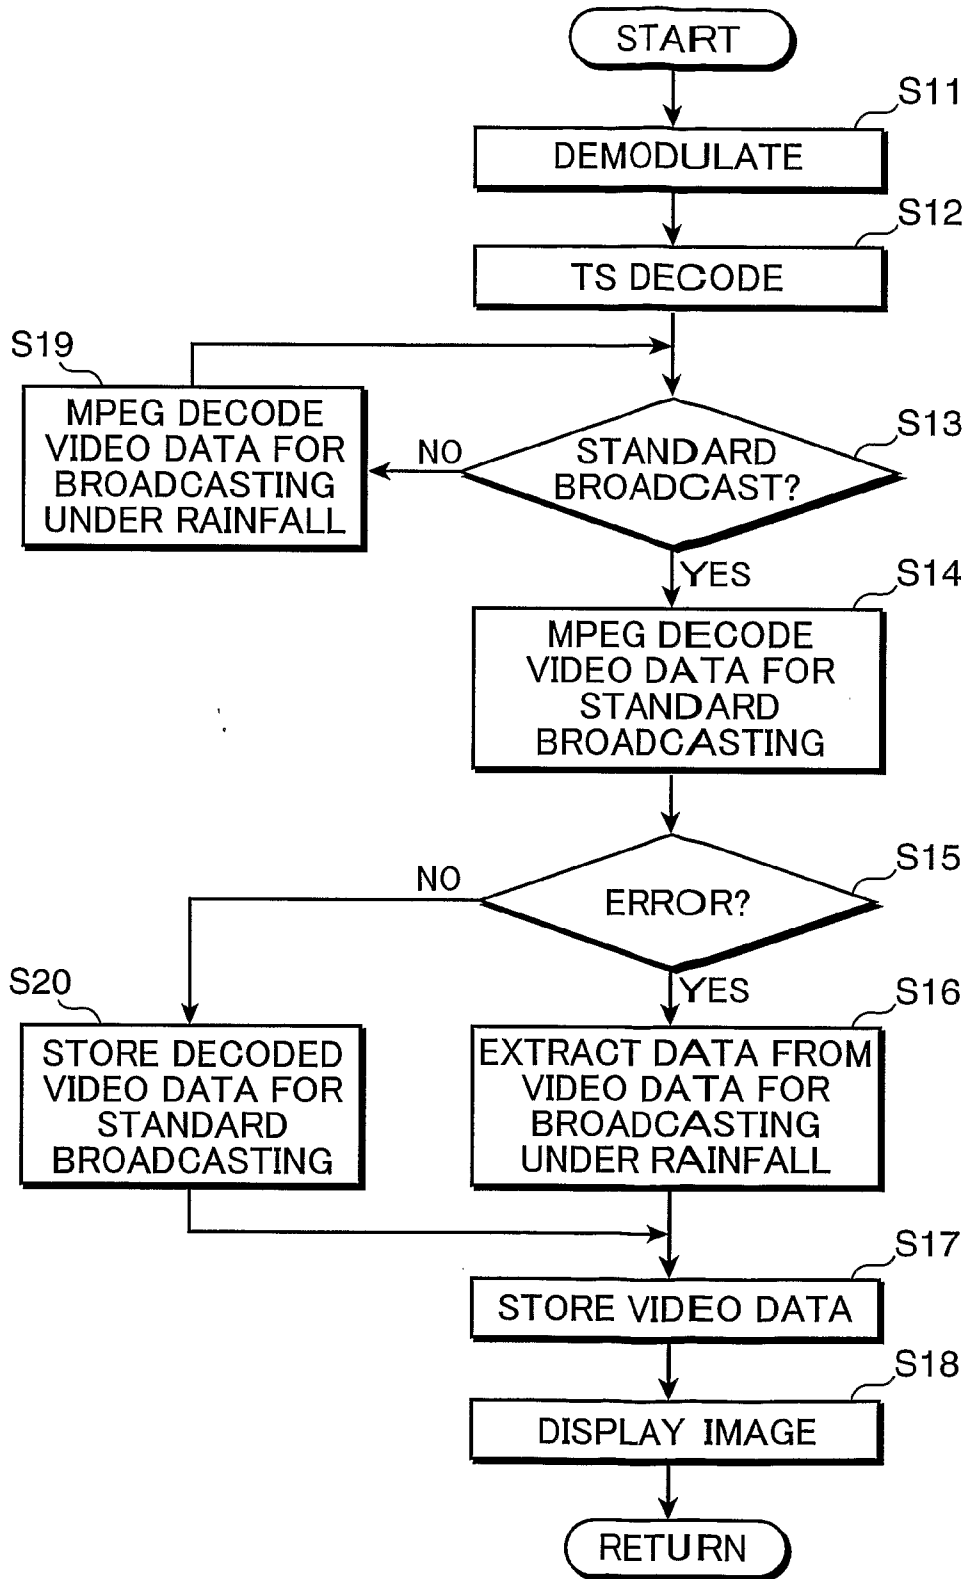 START
S11
DEMODULATE
S12
TS DECODE
S19
MPEG DECODE
VIDEO DATA FOR
BROADCASTING
UNDER RAINFALL
NO
STANDARD
BROADCAST?
S13
YES
S14
MPEG DECODE
VIDEO DATA FOR
STANDARD
BROADCASTING
NO
ERROR?
S15
YES
S20
STORE DECODED
VIDEO DATA FOR
STANDARD
BROADCASTING
S16
EXTRACT DATA FROM
VIDEO DATA FOR
BROADCASTING
UNDER RAINFALL
S17
STORE VIDEO DATA
S18
DISPLAY IMAGE
RETURN